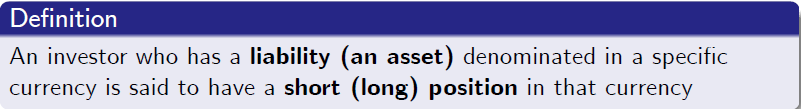 Definition
An investor who has a liability (an asset) denominated in a specific
currency is said to have a short (long) position in that currency